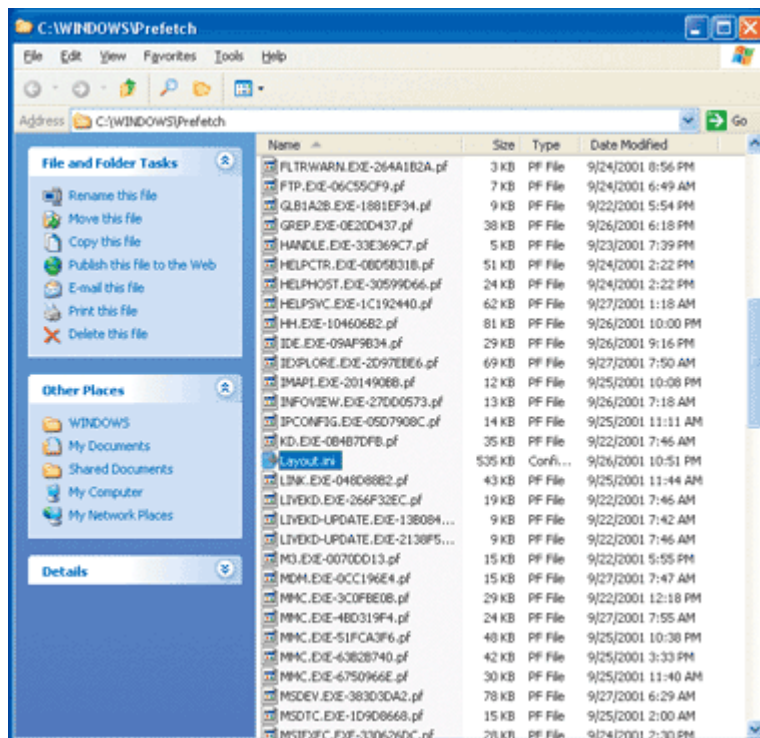 C:\WINDOWS\Prefetch
File Edit View Favorites Tools Help
Address C:\WINDOWS\Prefetch Go
File and Folder Tasks
Rename this file
Move this file
Copy this file
Publish this file to the Web
E-mail this file
Print this file
Delete this file
Other Places
WINDOWS
My Documents
Shared Documents
My Computer
My Network Places
Details
Name Size Type Date Modified
FLTRWARN.EXE-264A1B2A.pf 3 KB PF File 9/24/2001 8:56 PM
FTP.EXE-06C55CF9.pf 7 KB PF File 9/24/2001 6:49 AM
GLB1A2B.EXE-1881EF34.pf 9 KB PF File 9/22/2001 5:54 PM
GREP.EXE-0E20D437.pf 38 KB PF File 9/26/2001 6:18 PM
HANDLE.EXE-33E369C7.pf 5 KB PF File 9/23/2001 7:39 PM
HELPCTR.EXE-0BD5B31B.pf 51 KB PF File 9/24/2001 2:22 PM
HELPHOST.EXE-30599D66.pf 24 KB PF File 9/24/2001 2:22 PM
HELPSVC.EXE-1C192440.pf 62 KB PF File 9/27/2001 1:18 AM
HH.EXE-104606B2.pf 81 KB PF File 9/26/2001 10:00 PM
IDE.EXE-09AF9B34.pf 29 KB PF File 9/26/2001 9:16 PM
IEXPLORE.EXE-2D97EBE6.pf 69 KB PF File 9/27/2001 7:50 AM
IMAPI.EXE-201490BB.pf 12 KB PF File 9/25/2001 10:08 PM
INFOVIEW.EXE-27DD0573.pf 13 KB PF File 9/26/2001 7:18 AM
IPCONFIG.EXE-05D7908C.pf 14 KB PF File 9/25/2001 11:11 AM
KD.EXE-084B7DFB.pf 35 KB PF File 9/22/2001 7:46 AM
Layout.ini 535 KB Confi... 9/26/2001 10:51 PM
LINK.EXE-048D88B2.pf 43 KB PF File 9/25/2001 11:44 AM
LIVEKD.EXE-266F32EC.pf 19 KB PF File 9/22/2001 7:46 AM
LIVEKD-UPDATE.EXE-13B084... 9 KB PF File 9/22/2001 7:42 AM
LIVEKD-UPDATE.EXE-2138F5... 9 KB PF File 9/22/2001 7:46 AM
M3.EXE-0070DD13.pf 15 KB PF File 9/22/2001 5:55 PM
MDM.EXE-0CC196E4.pf 15 KB PF File 9/27/2001 7:47 AM
MMC.EXE-3C0FBE0B.pf 29 KB PF File 9/22/2001 12:18 PM
MMC.EXE-4BD319F4.pf 24 KB PF File 9/27/2001 7:55 AM
MMC.EXE-51FCA3F6.pf 48 KB PF File 9/25/2001 10:38 PM
MMC.EXE-63B2B740.pf 42 KB PF File 9/25/2001 3:33 PM
MMC.EXE-6750966E.pf 30 KB PF File 9/25/2001 11:40 AM
MSDEV.EXE-383D3DA2.pf 78 KB PF File 9/27/2001 6:29 AM
MSDTC.EXE-1D9D8668.pf 15 KB PF File 9/25/2001 2:00 AM
MSIEXEC.EXE-330626DC.pf 28 KB PF File 9/24/2001 2:30 PM